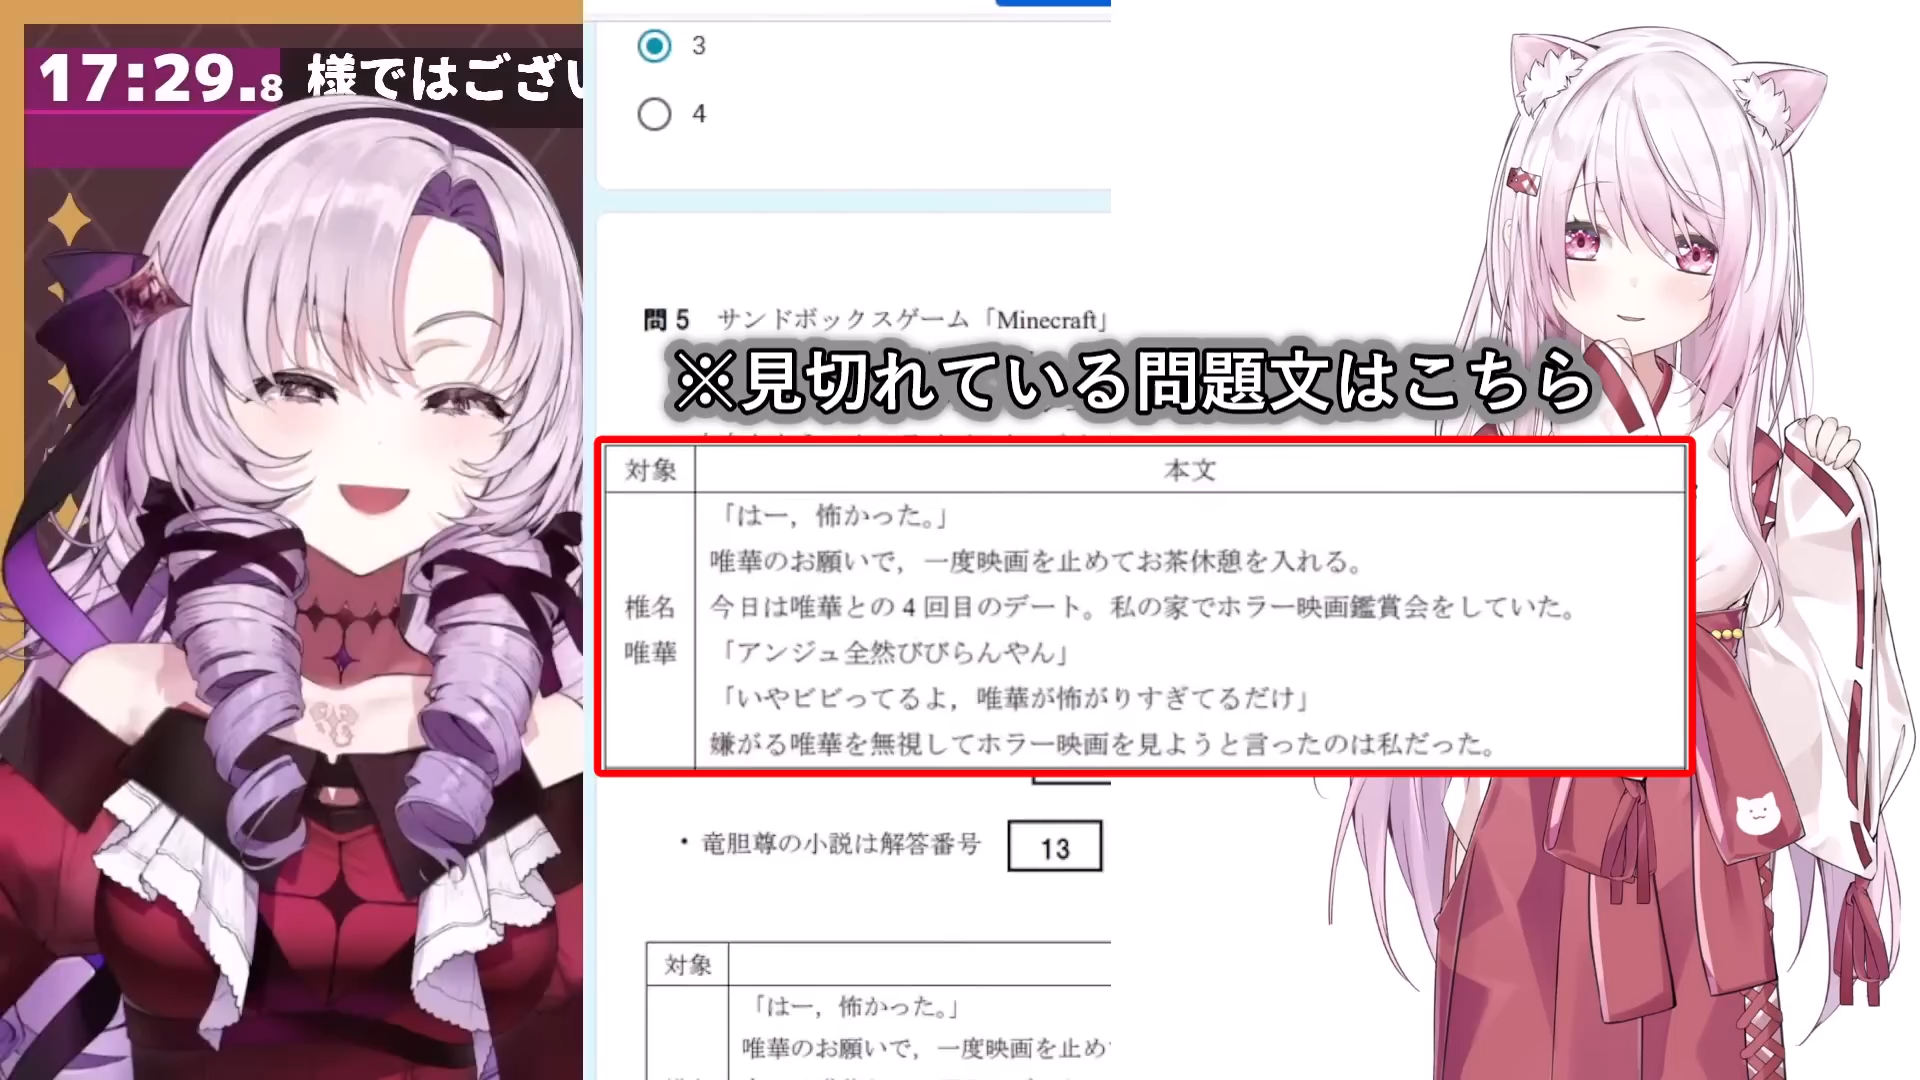 17:29.8 様ではござい
3
4
問5 サンドボックスゲーム「Minecraft」
※見切れている問題文はこちら
対象 本文
椎名
唯華
「はー，怖かった。」
唯華のお願いで，一度映画を止めてお茶休憩を入れる。
今日は唯華との4回目のデート。私の家でホラー映画鑑賞会をしていた。
「アンジュ全然びびらんやん」
「いやビビってるよ，唯華が怖がりすぎてるだけ」
嫌がる唯華を無視してホラー映画を見ようと言ったのは私だった。
・竜胆尊の小説は解答番号 13
対象
「はー，怖かった。」
唯華のお願いで，一度映画を止め